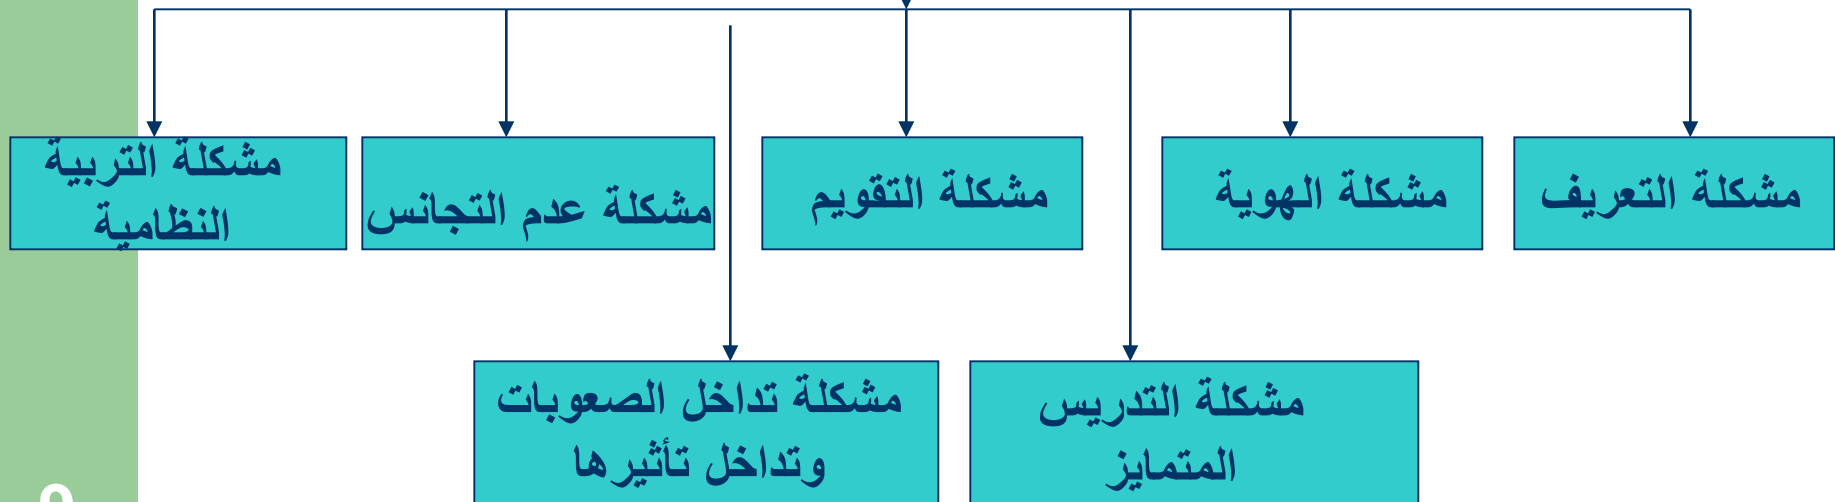 مشكلة التعريف
مشكلة الهوية
مشكلة التقويم
مشكلة عدم التجانس
مشكلة التربية
النظامية
مشكلة التدريس
المتمايز
مشكلة تداخل الصعوبات
وتداخل تأثيرها